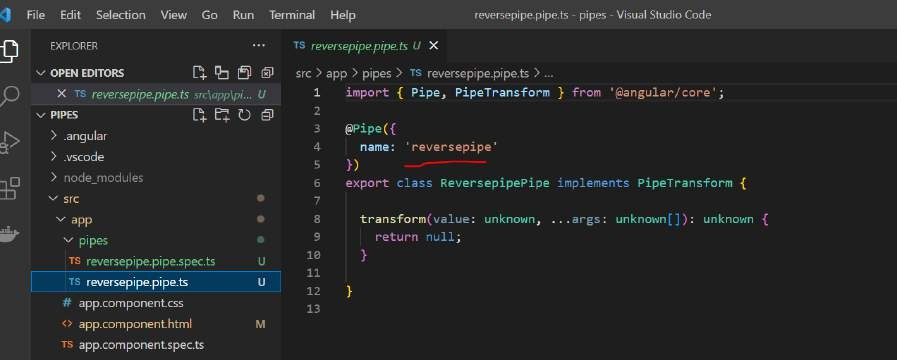 File Edit Selection View Go Run Terminal Help reversepipe.pipe.ts - pipes - Visual Studio Code
EXPLORER ...
OPEN EDITORS
TS reversepipe.pipe.ts src\app\pi... U
PIPES
.angular
.vscode
node_modules
src
app
pipes
TS reversepipe.pipe.spec.ts U
TS reversepipe.pipe.ts U
# app.component.css
<> app.component.html M
TS app.component.spec.ts
TS reversepipe.pipe.ts U
src > app > pipes > TS reversepipe.pipe.ts > ...
1 import { Pipe, PipeTransform } from '@angular/core';
2
3 @Pipe({
4 name: 'reversepipe'
5 })
6 export class ReversepipePipe implements PipeTransform {
7
8 transform(value: unknown, ...args: unknown[]): unknown {
9 return null;
10 }
11
12 }
13